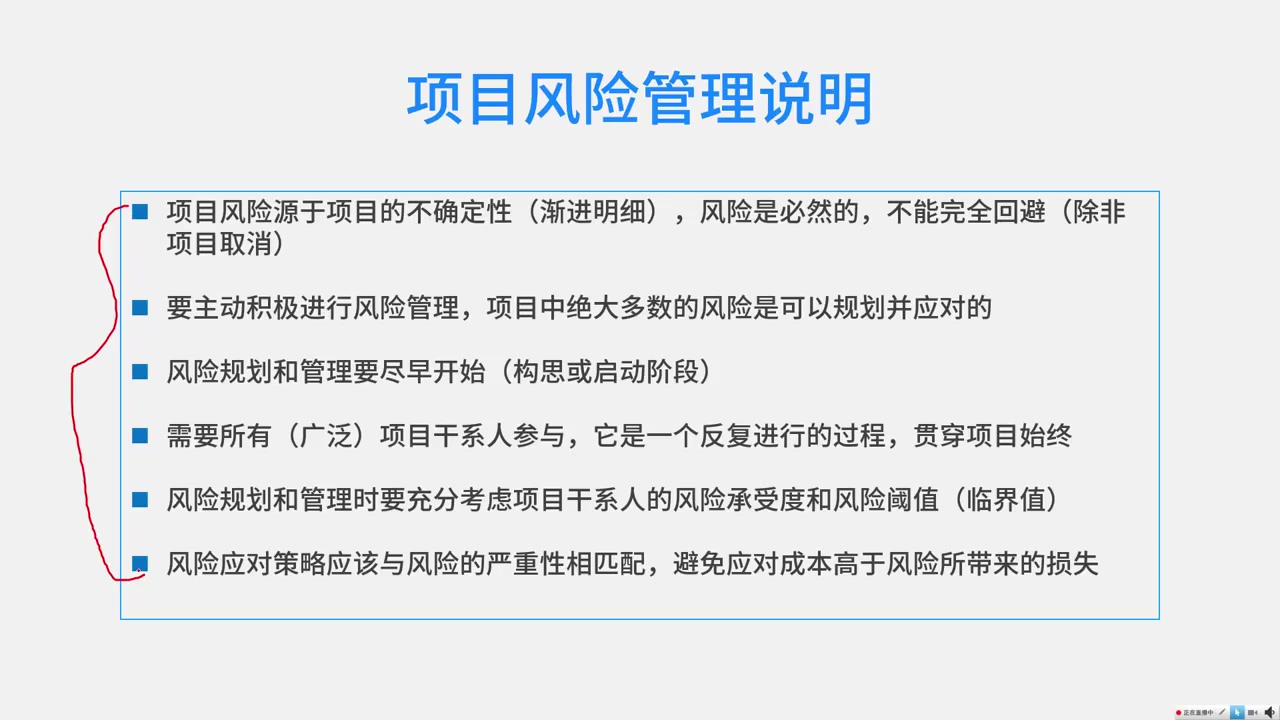 项目风险管理说明
项目风险源于项目的不确定性（渐进明细），风险是必然的，不能完全回避（除非
项目取消）
要主动积极进行风险管理，项目中绝大多数的风险是可以规划并应对的
风险规划和管理要尽早开始（构思或启动阶段）
需要所有（广泛）项目干系人参与，它是一个反复进行的过程，贯穿项目始终
风险规划和管理时要充分考虑项目干系人的风险承受度和风险阈值（临界值）
风险应对策略应该与风险的严重性相匹配，避免应对成本高于风险所带来的损失
正在直播中